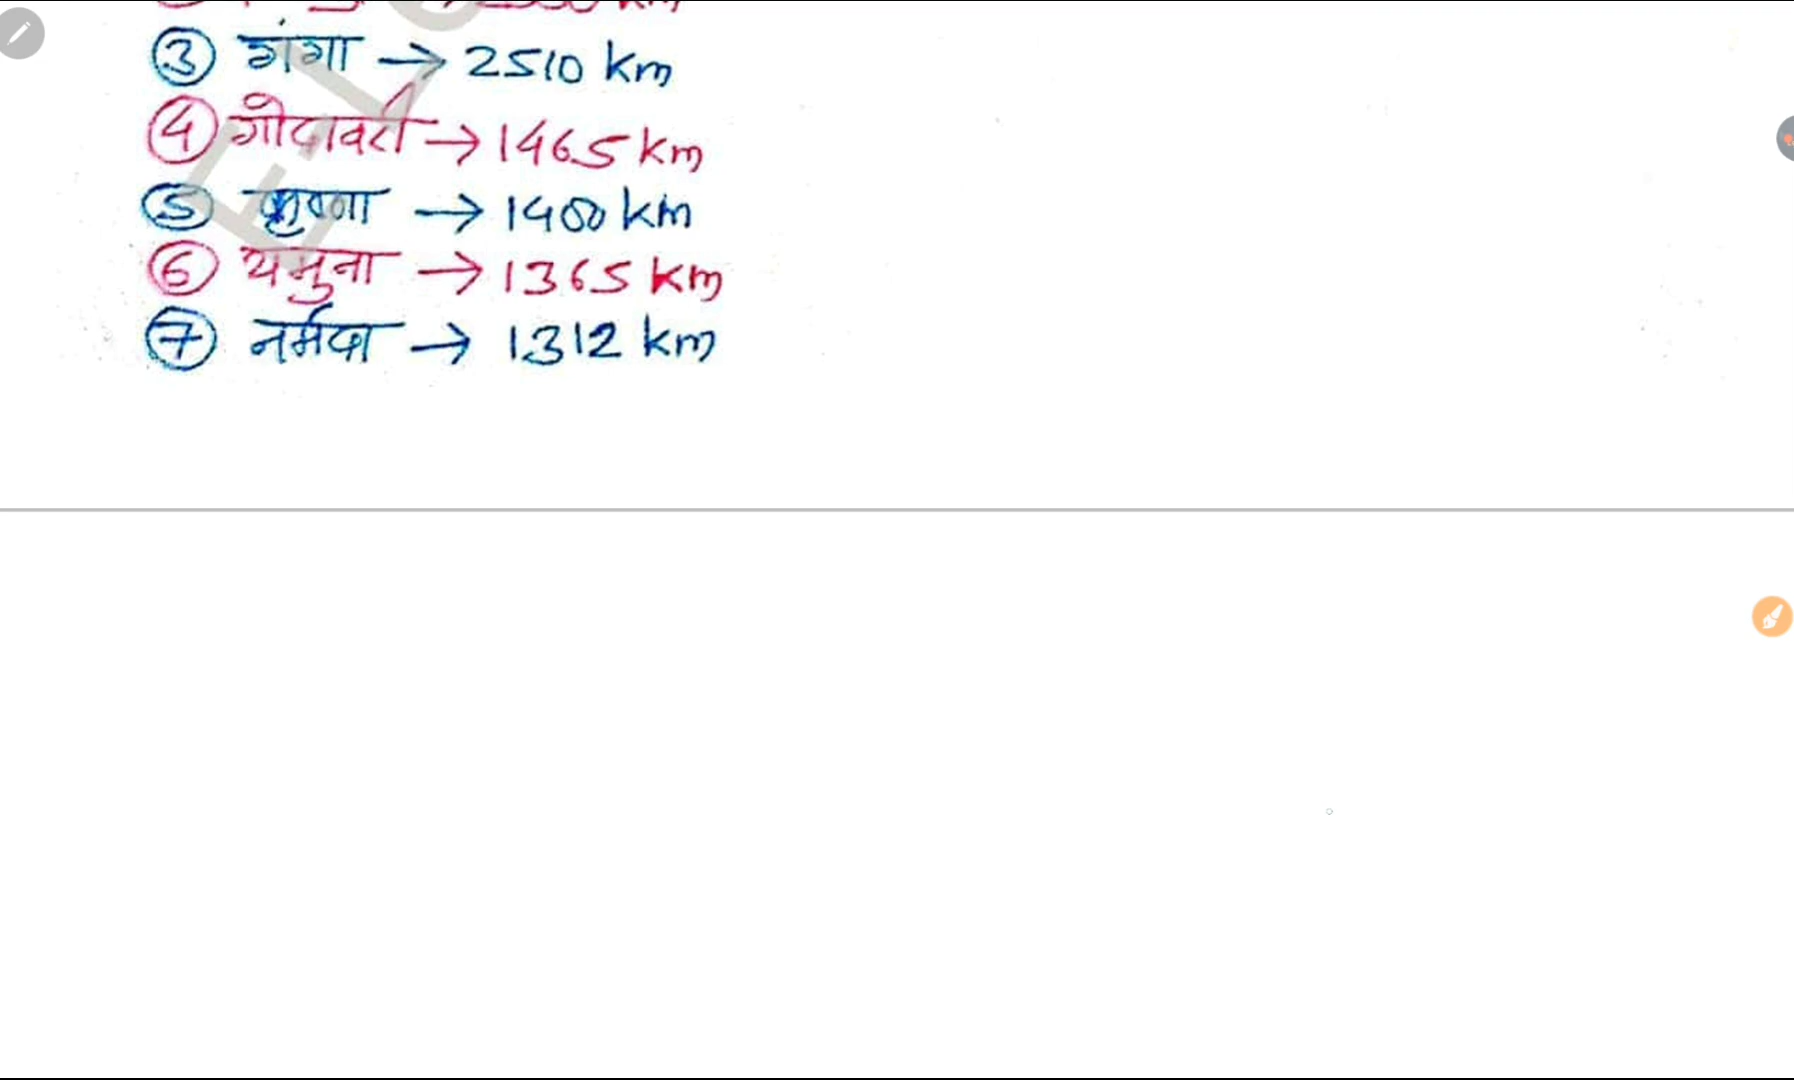 ③ गंगा → 2510 km
④ गोदावरी → 1465 km
⑤ कृष्णा → 1400 km
⑥ यमुना → 1365 km
⑦ नर्मदा → 1312 km